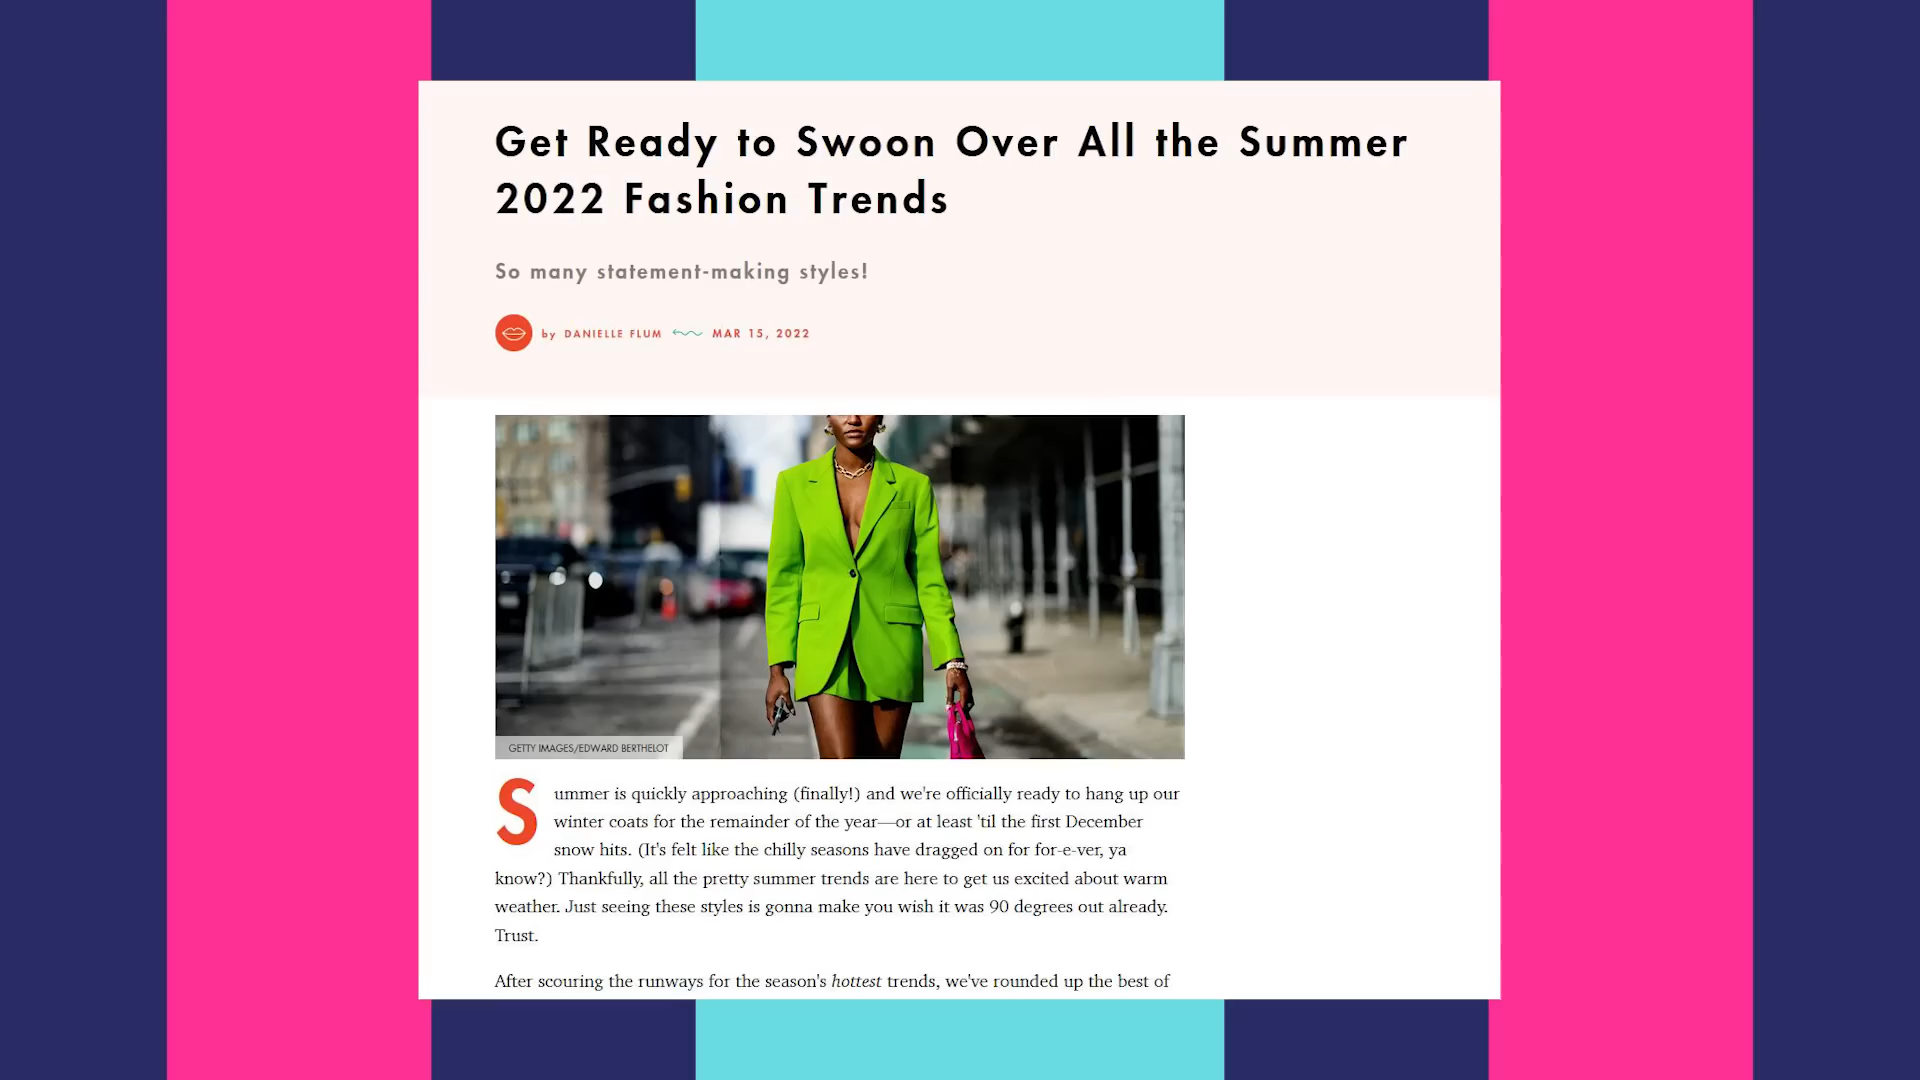 Get Ready to Swoon Over All the Summer
2022 Fashion Trends
So many statement-making styles!
by DANIELLE FLUM MAR 15, 2022
GETTY IMAGES/EDWARD BERTHELOT
Summer is quickly approaching (finally!) and we're officially ready to hang up our
winter coats for the remainder of the year—or at least 'til the first December
snow hits. (It's felt like the chilly seasons have dragged on for for-e-ver, ya
know?) Thankfully, all the pretty summer trends are here to get us excited about warm
weather. Just seeing these styles is gonna make you wish it was 90 degrees out already.
Trust.
After scouring the runways for the season's hottest trends, we've rounded up the best of